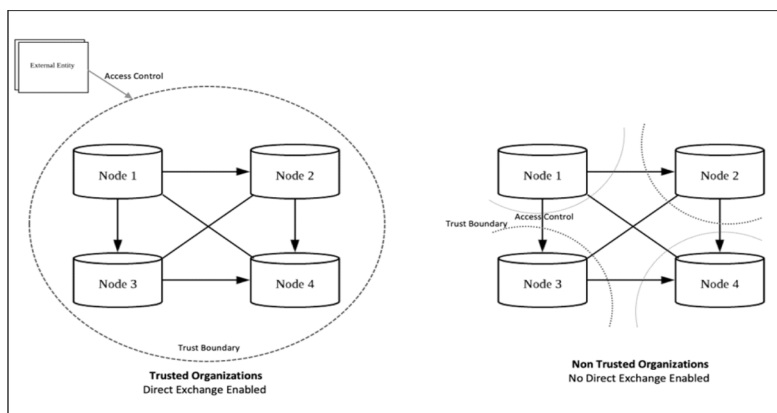 External Entity
Access Control
Node 1
Node 2
Node 3
Node 4
Trust Boundary
Trusted Organizations
Direct Exchange Enabled
Node 1
Node 2
Access Control
Trust Boundary
Node 3
Node 4
Non Trusted Organizations
No Direct Exchange Enabled